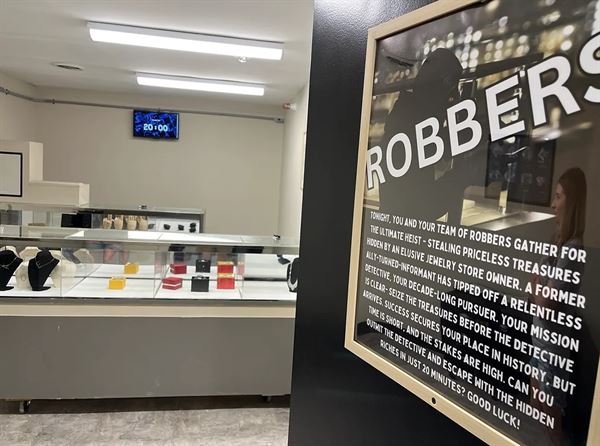 20:00
ROBBERS
TONIGHT, YOU AND YOUR TEAM OF ROBBERS GATHER FOR
THE ULTIMATE HEIST - STEALING PRICELESS TREASURES
HIDDEN BY AN ELUSIVE JEWELRY STORE OWNER. A FORMER
ALLY-TURNED-INFORMANT HAS TIPPED OFF A RELENTLESS
DETECTIVE, YOUR DECADE-LONG PURSUER. YOUR MISSION
IS CLEAR- SEIZE THE TREASURES BEFORE THE DETECTIVE
ARRIVES. SUCCESS SECURES YOUR PLACE IN HISTORY, BUT
TIME IS SHORT, AND THE STAKES ARE HIGH. CAN YOU
OUTWIT THE DETECTIVE AND ESCAPE WITH THE HIDDEN
RICHES IN JUST 20 MINUTES? GOOD LUCK!